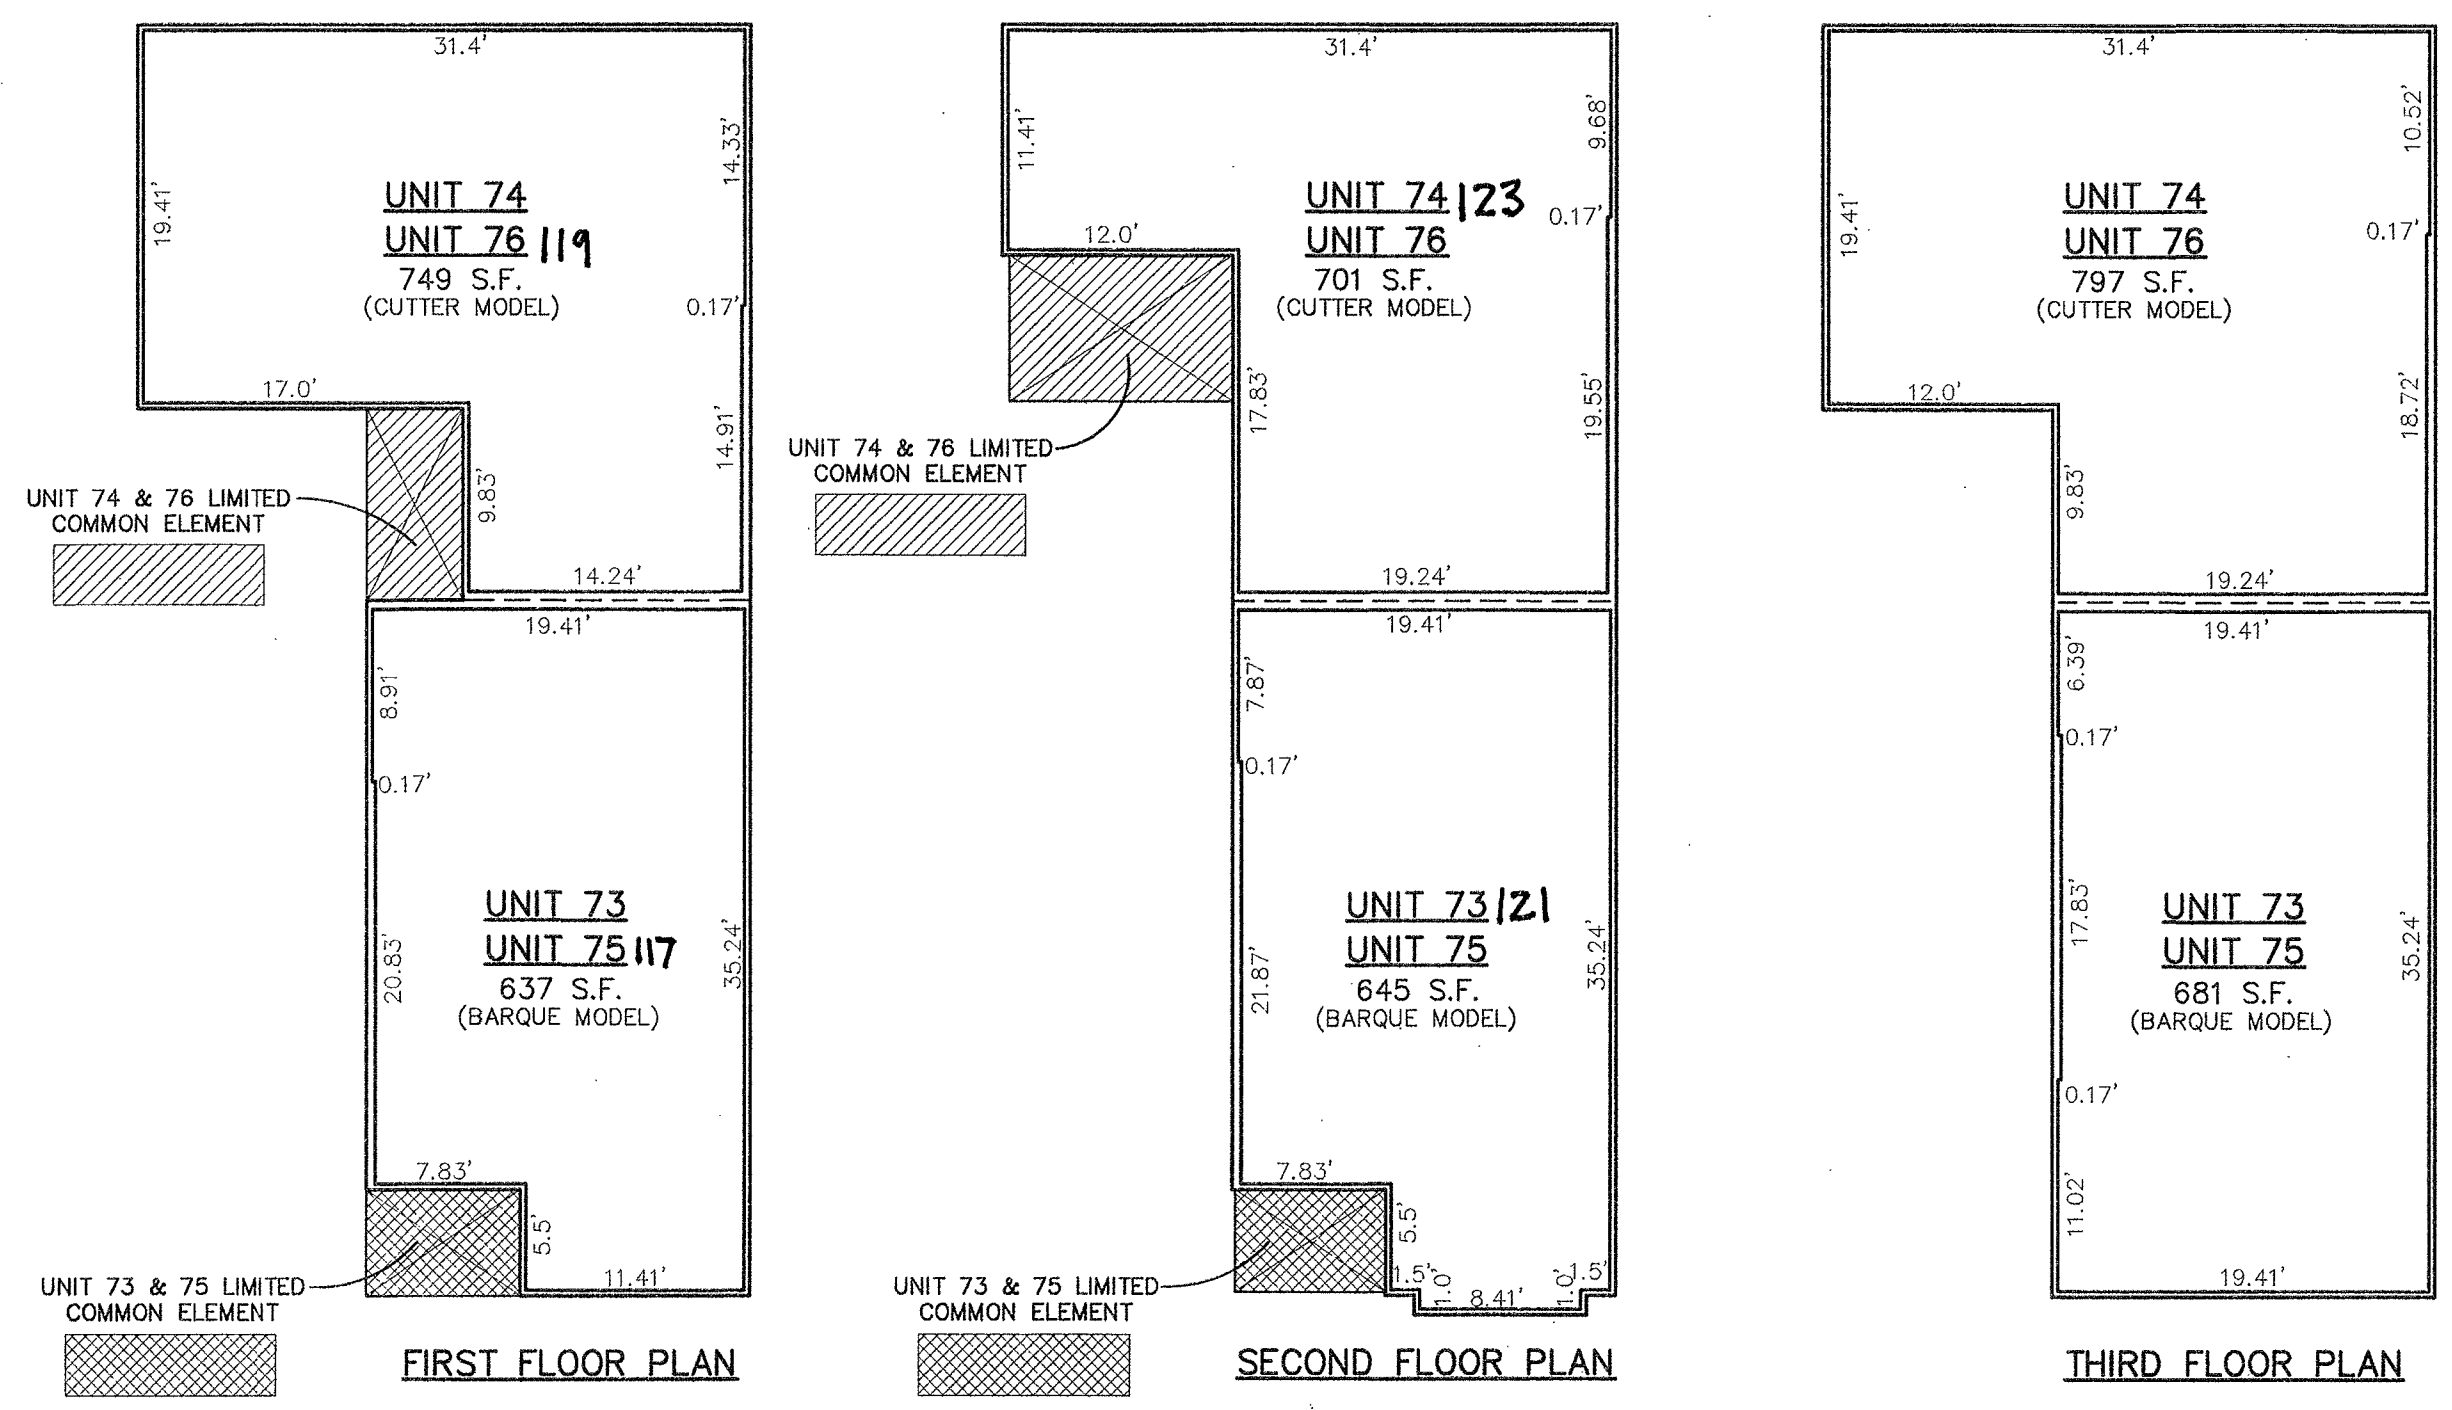 31.4'
19.41'
14.33'
UNIT 74
UNIT 76 119
749 S.F.
(CUTTER MODEL)
0.17'
17.0'
14.91'
9.83'
14.24'
UNIT 74 & 76 LIMITED
COMMON ELEMENT
19.41'
8.91'
0.17'
UNIT 73
UNIT 75 117
637 S.F.
(BARQUE MODEL)
20.83'
35.24'
7.83'
5.5'
11.41'
UNIT 73 & 75 LIMITED
COMMON ELEMENT
FIRST FLOOR PLAN
31.4'
11.41'
9.68'
UNIT 74 123
UNIT 76
701 S.F.
(CUTTER MODEL)
0.17'
12.0'
17.83'
19.55'
UNIT 74 & 76 LIMITED
COMMON ELEMENT
19.24'
19.41'
7.87'
0.17'
UNIT 73 121
UNIT 75
645 S.F.
(BARQUE MODEL)
21.87'
35.24'
7.83'
5.5'
1.5'
1.0'
8.41'
1.0'
1.5'
UNIT 73 & 75 LIMITED
COMMON ELEMENT
SECOND FLOOR PLAN
31.4'
19.41'
10.52'
UNIT 74
UNIT 76
797 S.F.
(CUTTER MODEL)
0.17'
12.0'
18.72'
9.83'
19.24'
19.41'
6.39'
0.17'
UNIT 73
UNIT 75
681 S.F.
(BARQUE MODEL)
17.83'
35.24'
0.17'
11.02'
19.41'
THIRD FLOOR PLAN